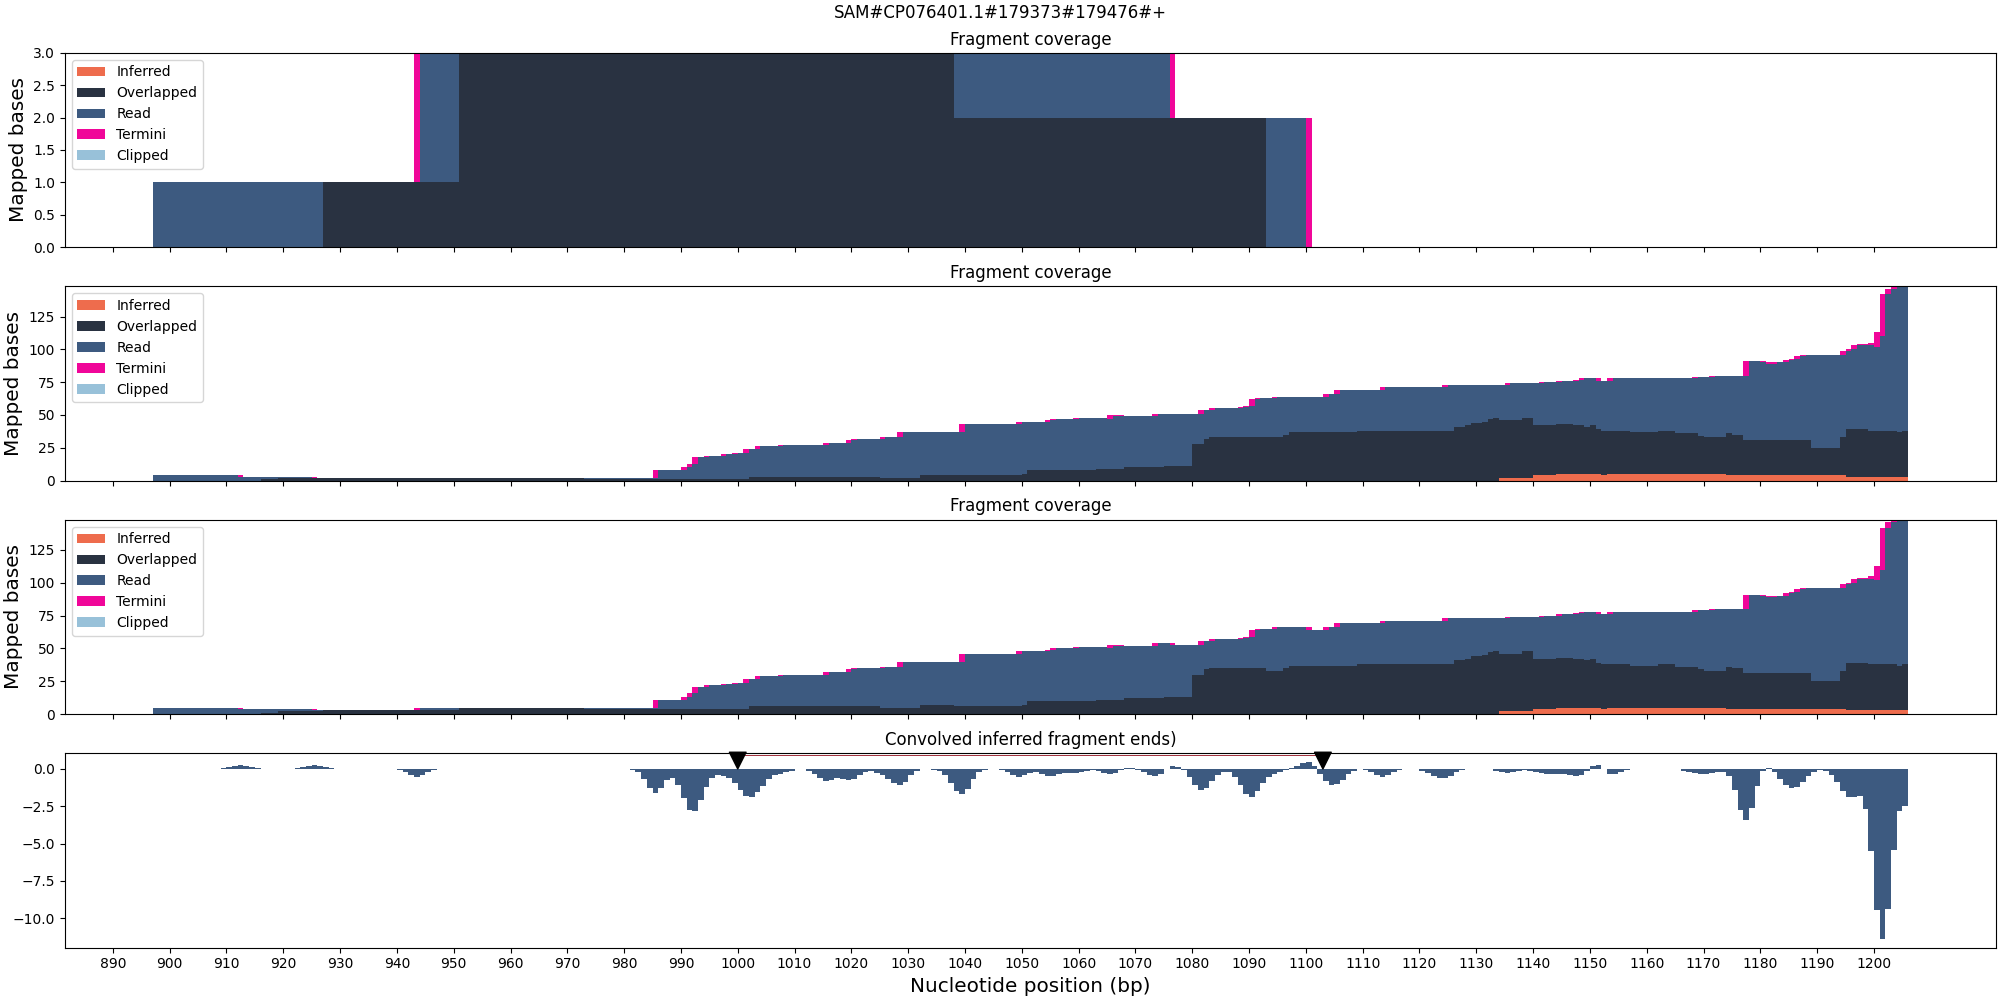 SAM#CP076401.1#179373#179476#+
Fragment coverage
Mapped bases
3.0
2.5
2.0
1.5
1.0
0.5
0.0
Inferred
Overlapped
Read
Termini
Clipped
Fragment coverage
Mapped bases
125
100
75
50
25
0
Inferred
Overlapped
Read
Termini
Clipped
Fragment coverage
Mapped bases
125
100
75
50
25
0
Inferred
Overlapped
Read
Termini
Clipped
Convolved inferred fragment ends)
0.0
−2.5
−5.0
−7.5
−10.0
890 900 910 920 930 940 950 960 970 980 990 1000 1010 1020 1030 1040 1050 1060 1070 1080 1090 1100 1110 1120 1130 1140 1150 1160 1170 1180 1190 1200
Nucleotide position (bp)